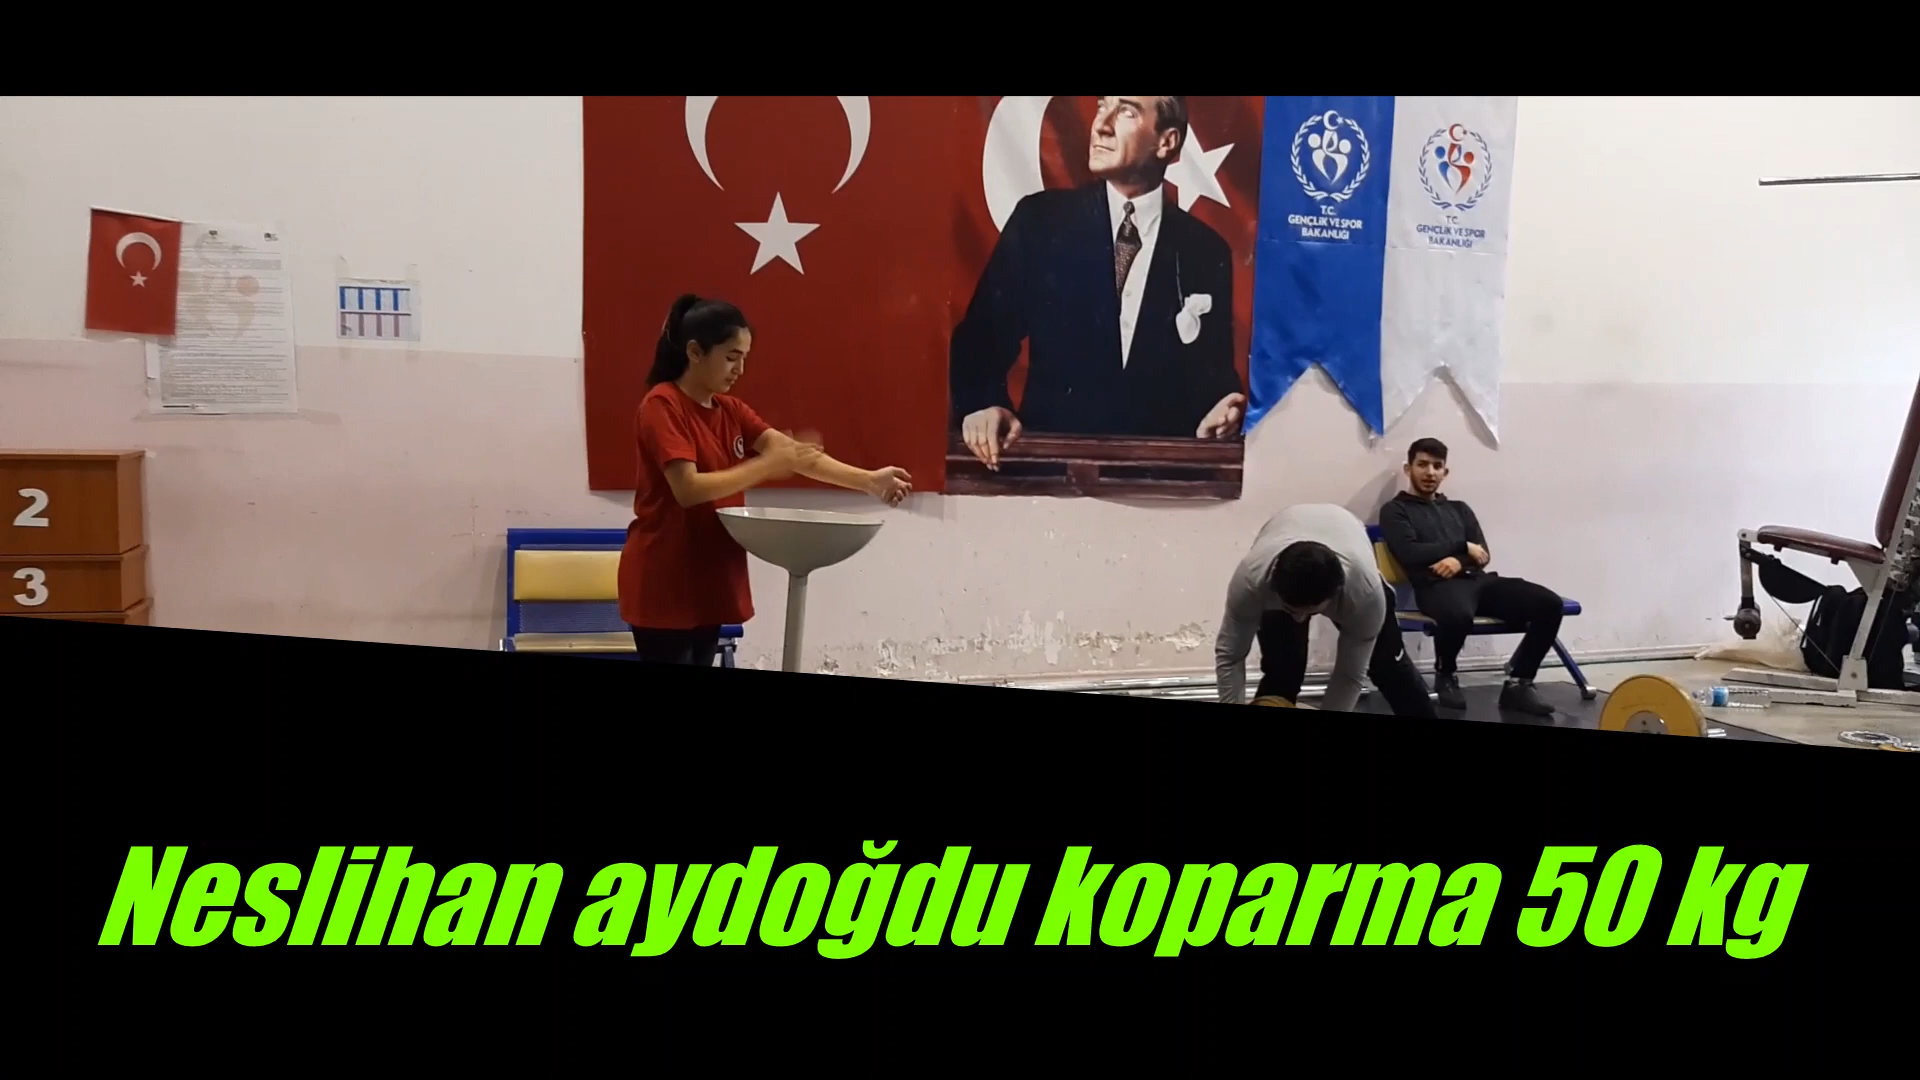 T.C.
GENÇLİK VE SPOR
BAKANLIĞI
T.C.
GENÇLİK VE SPOR
BAKANLIĞI
2
3
Neslihan aydoğdu koparma 50 kg